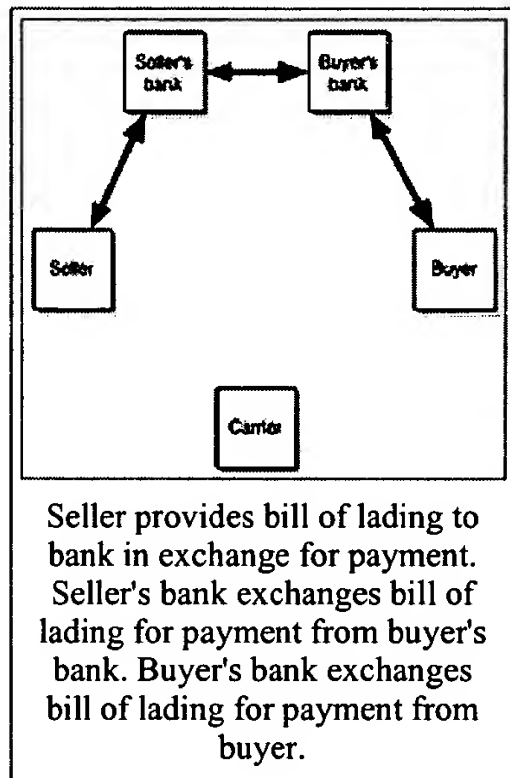 Seller's Buyer's
bank bank
Seller Buyer
Carrier
Seller provides bill of lading to
bank in exchange for payment.
Seller's bank exchanges bill of
lading for payment from buyer's
bank. Buyer's bank exchanges
bill of lading for payment from
buyer.